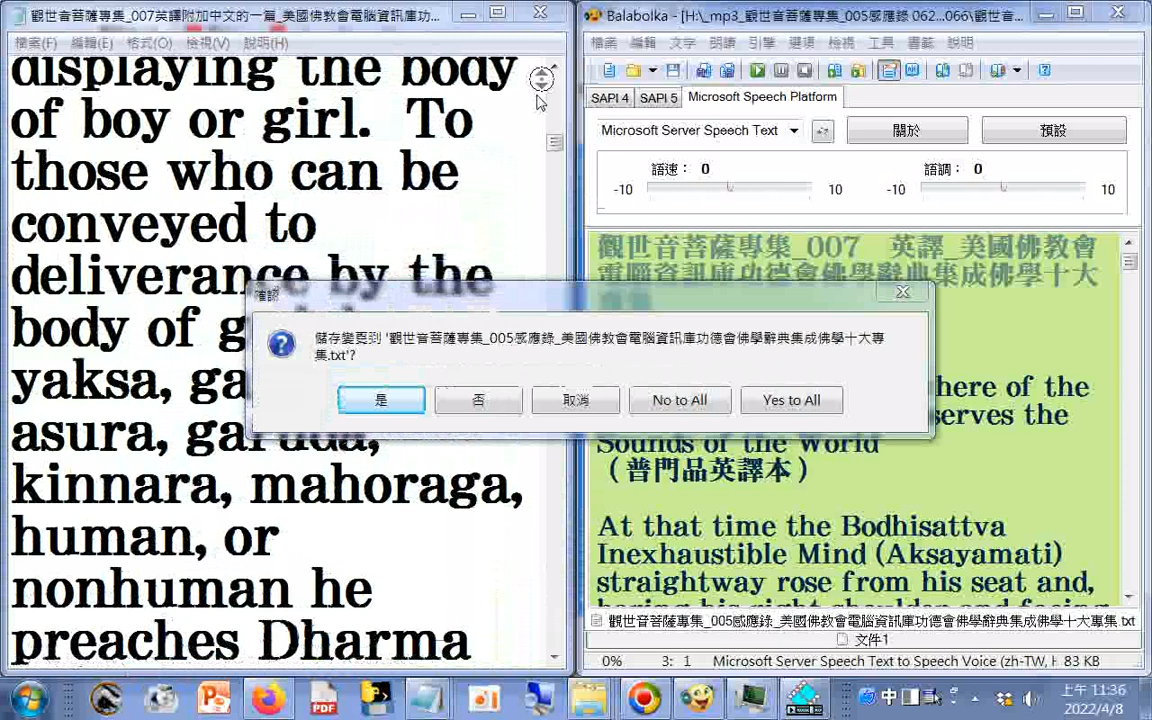 觀世音菩薩專集_007英譯附加中文的一篇_美國佛教會電腦資訊庫功...
檔案(F) 編輯(E) 格式(O) 檢視(V) 說明(H)
displaying the body
of boy or girl. To
those who can be
conveyed to
deliverance by the
body of g
yaksa, ga
asura, garuda,
kinnara, mahoraga,
human, or
nonhuman he
preaches Dharma
Balabolka - [H:\_mp3_觀世音菩薩專集_005感應錄 062...066\觀世音...
檔案 編輯 文字 朗讀 引擎 選項 檢視 工具 書籤 說明
SAPI 4 SAPI 5 Microsoft Speech Platform
Microsoft Server Speech Text 關於 預設
語速： 0 語調： 0
-10 10 -10 10
觀世音菩薩專集_007 英譯_美國佛教會
電腦資訊庫功德會佛學辭典集成佛學十大
確認
儲存變更到 '觀世音菩薩專集_005感應錄_美國佛教會電腦資訊庫功德會佛學辭典集成佛學十大專
集.txt'?
是 否 取消 No to All Yes to All
here of the
serves the
Sounds of the World
（普門品英譯本）
At that time the Bodhisattva
Inexhaustible Mind (Aksayamati)
straightway rose from his seat and,
baring his right shoulder and facing
觀世音菩薩專集_005感應錄_美國佛教會電腦資訊庫功德會佛學辭典集成佛學十大專集.txt
文件1
0% 3: 1 Microsoft Server Speech Text to Speech Voice (zh-TW, H 83 KB
中
上午 11:36
2022/4/8